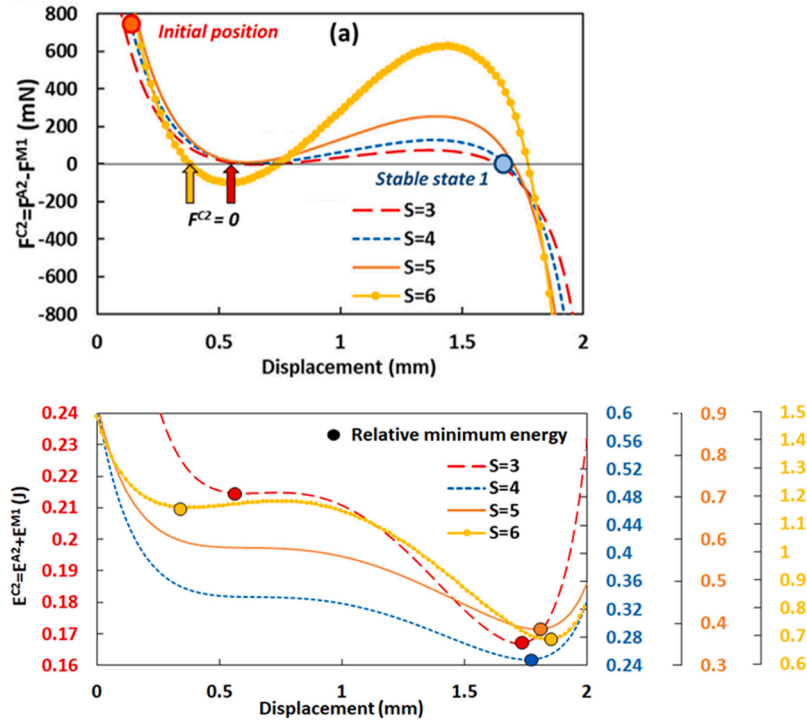 800
600
400
200
0
-200
-400
-600
-800
F^C2=F^A2-F^M1 (mN)
Initial position
(a)
Stable state 1
F^C2 = 0
S=3
S=4
S=5
S=6
0 0.5 1 1.5 2
Displacement (mm)
0.24
0.23
0.22
0.21
0.2
0.19
0.18
0.17
0.16
E^C2=E^A2+E^M1 (J)
Relative minimum energy
S=3
S=4
S=5
S=6
0.6
0.56
0.52
0.48
0.44
0.4
0.36
0.32
0.28
0.24
0.9
0.8
0.7
0.6
0.5
0.4
0.3
1.5
1.4
1.3
1.2
1.1
1
0.9
0.8
0.7
0.6
0 0.5 1 1.5 2
Displacement (mm)